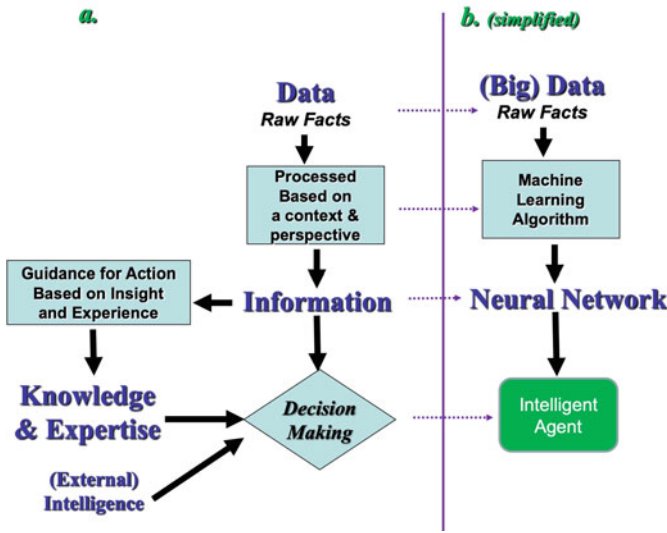 a.
Data
Raw Facts
Processed
Based on
a context &
perspective
Guidance for Action
Based on Insight
and Experience
Information
Knowledge
& Expertise
Decision
Making
(External)
Intelligence
b. (simplified)
(Big) Data
Raw Facts
Machine
Learning
Algorithm
Neural Network
Intelligent
Agent